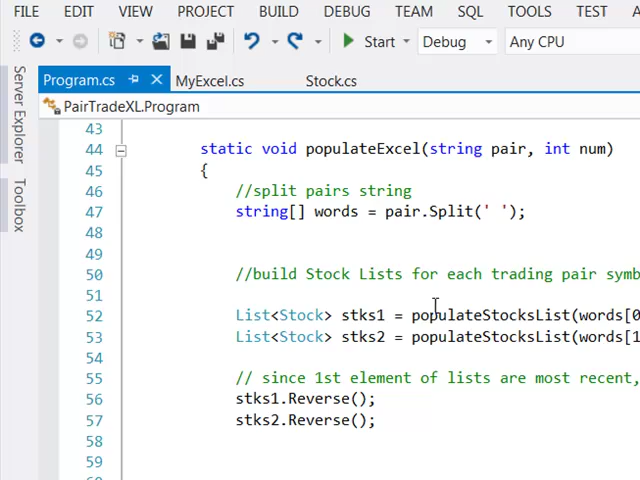 FILE EDIT VIEW PROJECT BUILD DEBUG TEAM SQL TOOLS TEST A
Start Debug Any CPU
Server Explorer
Toolbox
Program.cs MyExcel.cs Stock.cs
PairTradeXL.Program
43
44 static void populateExcel(string pair, int num)
45 {
46 //split pairs string
47 string[] words = pair.Split(' ');
48
49
50 //build Stock Lists for each trading pair symb
51
52 List<Stock> stks1 = populateStocksList(words[0
53 List<Stock> stks2 = populateStocksList(words[1
54
55 // since 1st element of lists are most recent,
56 stks1.Reverse();
57 stks2.Reverse();
58
59